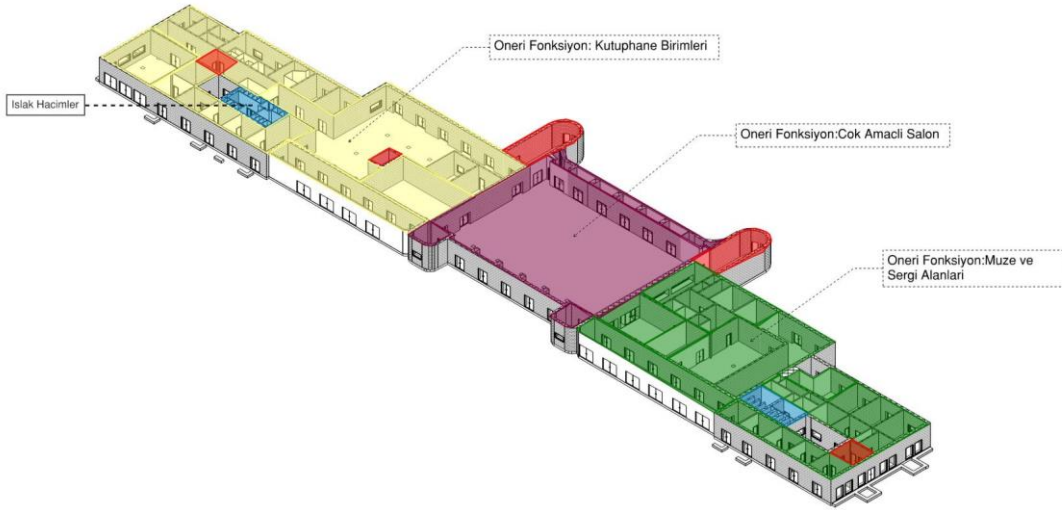 Oneri Fonksiyon: Kutuphane Birimleri
Islak Hacimler
Oneri Fonksiyon:Cok Amacli Salon
Oneri Fonksiyon:Muze ve
Sergi Alanlari